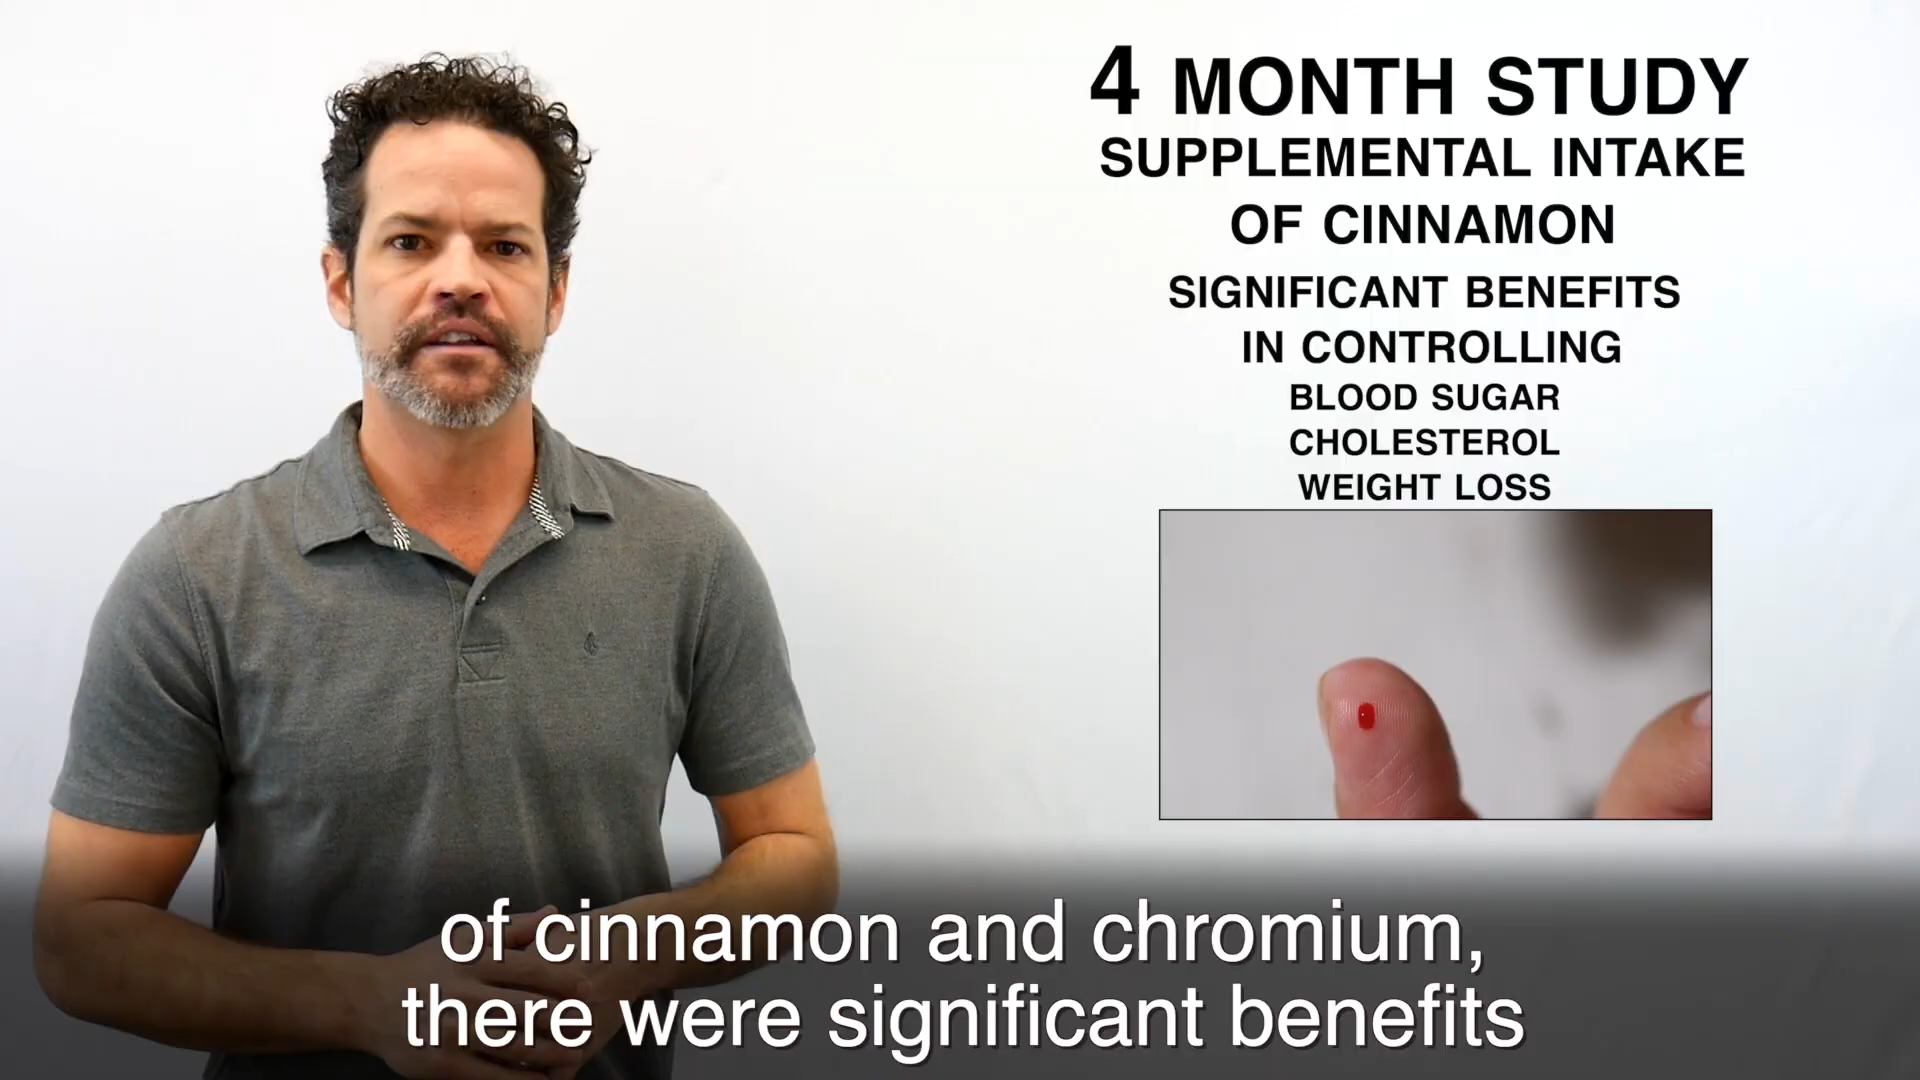 4 MONTH STUDY
SUPPLEMENTAL INTAKE
OF CINNAMON
SIGNIFICANT BENEFITS
IN CONTROLLING
BLOOD SUGAR
CHOLESTEROL
WEIGHT LOSS
of cinnamon and chromium,
there were significant benefits